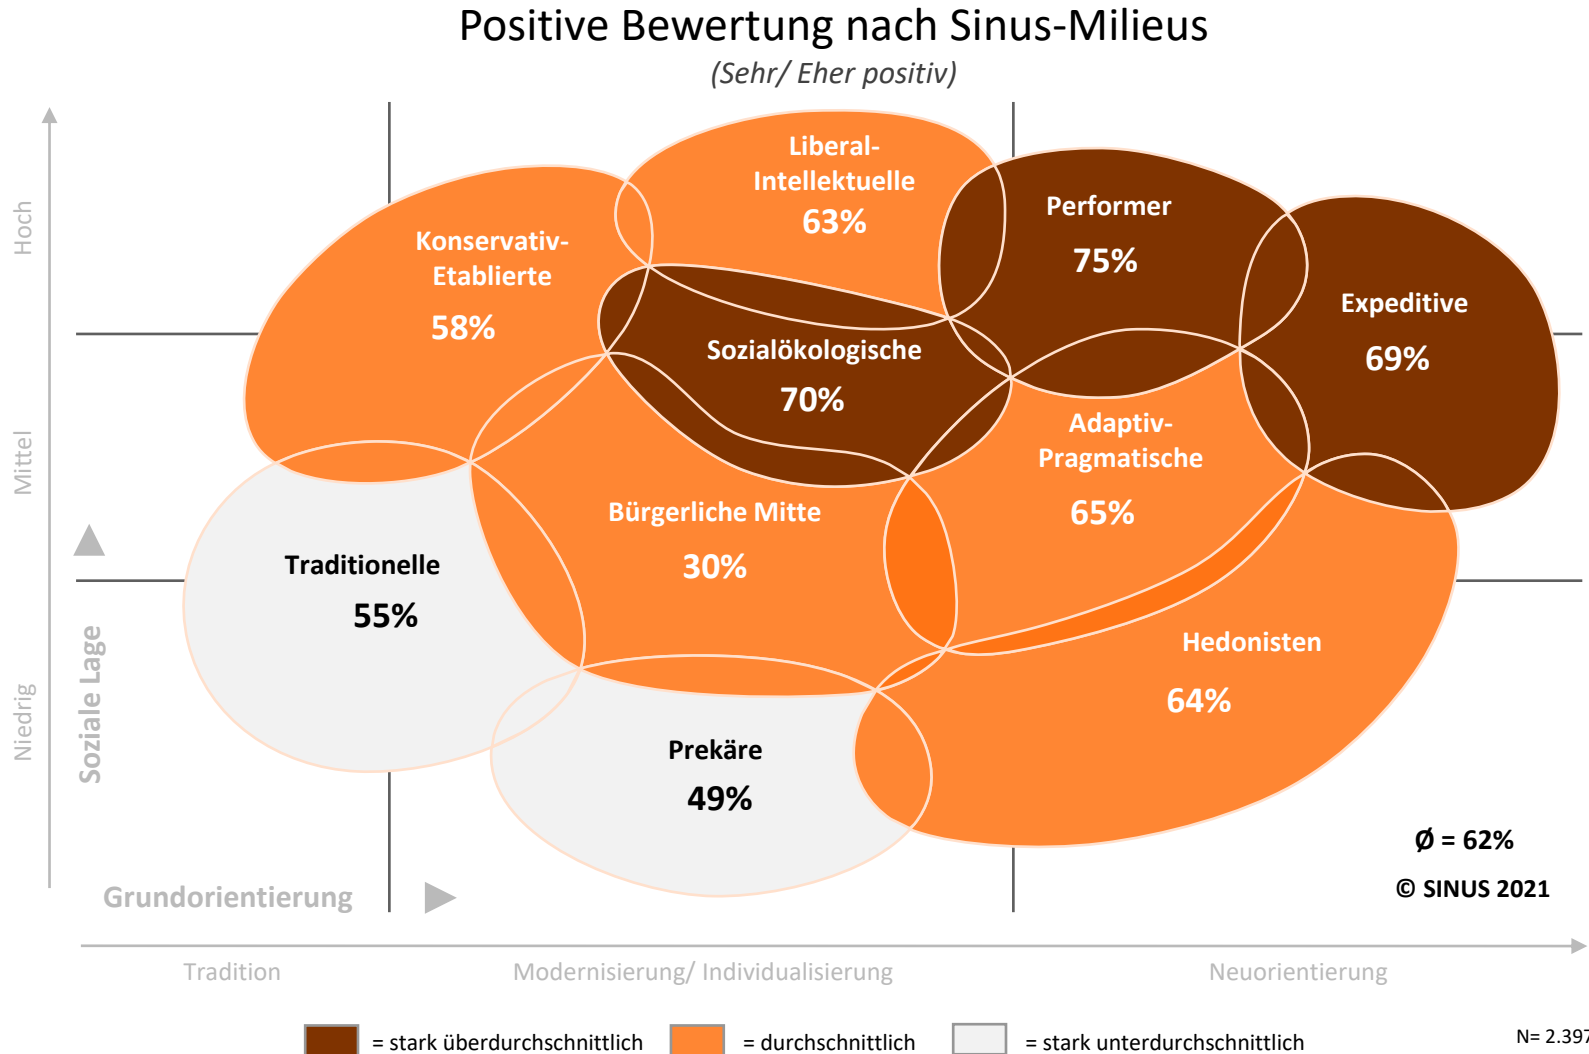 Positive Bewertung nach Sinus-Milieus
(Sehr/ Eher positiv)
Hoch
Mittel
Niedrig
Soziale Lage
Liberal-
Intellektuelle
63%
Performer
75%
Konservativ-
Etablierte
58%
Expeditive
69%
Sozialökologische
70%
Adaptiv-
Pragmatische
65%
Bürgerliche Mitte
30%
Traditionelle
55%
Hedonisten
64%
Prekäre
49%
Ø = 62%
© SINUS 2021
Grundorientierung
Tradition
Modernisierung/ Individualisierung
Neuorientierung
= stark überdurchschnittlich
= durchschnittlich
= stark unterdurchschnittlich
N= 2.397